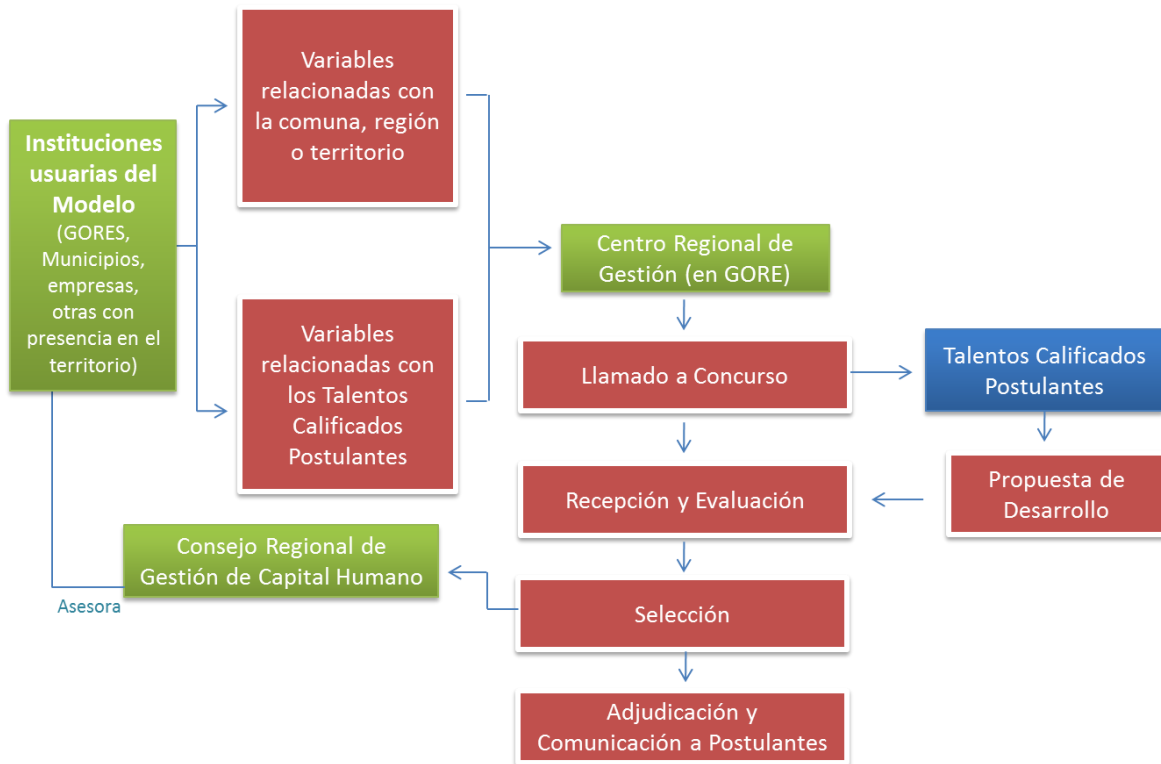 Variables
relacionadas con
la comuna, región
o territorio
Instituciones
usuarias del
Modelo
(GORES,
Municipios,
empresas,
otras con
presencia en el
territorio)
Centro Regional de
Gestión (en GORE)
Variables
relacionadas con
los Talentos
Calificados
Postulantes
Llamado a Concurso
Talentos Calificados
Postulantes
Recepción y Evaluación
Propuesta de
Desarrollo
Consejo Regional de
Gestión de Capital Humano
Asesora
Selección
Adjudicación y
Comunicación a Postulantes